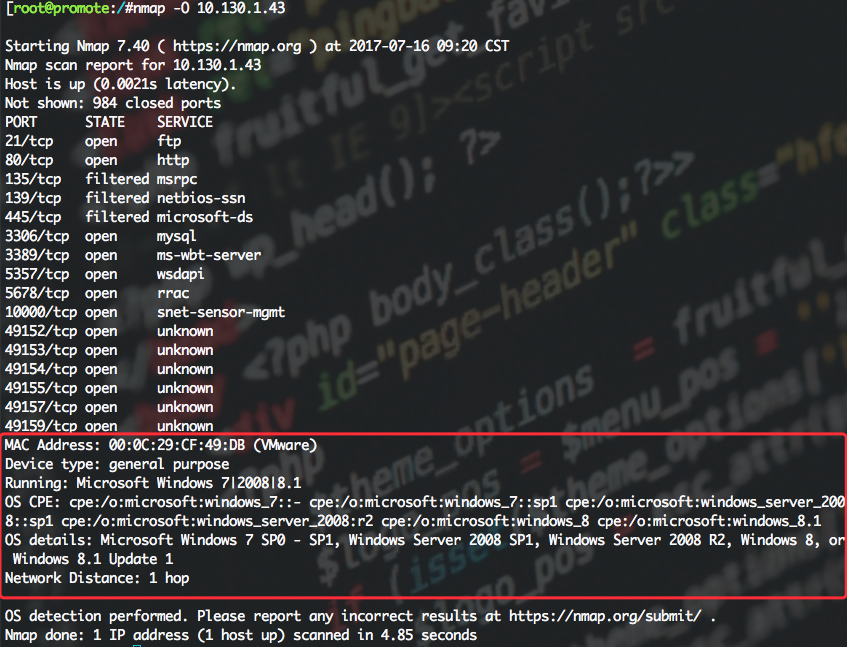 [root@promote:/#nmap -O 10.130.1.43
Starting Nmap 7.40 ( https://nmap.org ) at 2017-07-16 09:20 CST
Nmap scan report for 10.130.1.43
Host is up (0.0021s latency).
Not shown: 984 closed ports
PORT      STATE    SERVICE
21/tcp    open     ftp
80/tcp    open     http
135/tcp   filtered msrpc
139/tcp   filtered netbios-ssn
445/tcp   filtered microsoft-ds
3306/tcp  open     mysql
3389/tcp  open     ms-wbt-server
5357/tcp  open     wsdapi
5678/tcp  open     rrac
10000/tcp open     snet-sensor-mgmt
49152/tcp open     unknown
49153/tcp open     unknown
49154/tcp open     unknown
49155/tcp open     unknown
49157/tcp open     unknown
49159/tcp open     unknown
MAC Address: 00:0C:29:CF:49:DB (VMware)
Device type: general purpose
Running: Microsoft Windows 7|2008|8.1
OS CPE: cpe:/o:microsoft:windows_7::- cpe:/o:microsoft:windows_7::sp1 cpe:/o:microsoft:windows_server_200
8::sp1 cpe:/o:microsoft:windows_server_2008:r2 cpe:/o:microsoft:windows_8 cpe:/o:microsoft:windows_8.1
OS details: Microsoft Windows 7 SP0 - SP1, Windows Server 2008 SP1, Windows Server 2008 R2, Windows 8, or
 Windows 8.1 Update 1
Network Distance: 1 hop
OS detection performed. Please report any incorrect results at https://nmap.org/submit/ .
Nmap done: 1 IP address (1 host up) scanned in 4.85 seconds